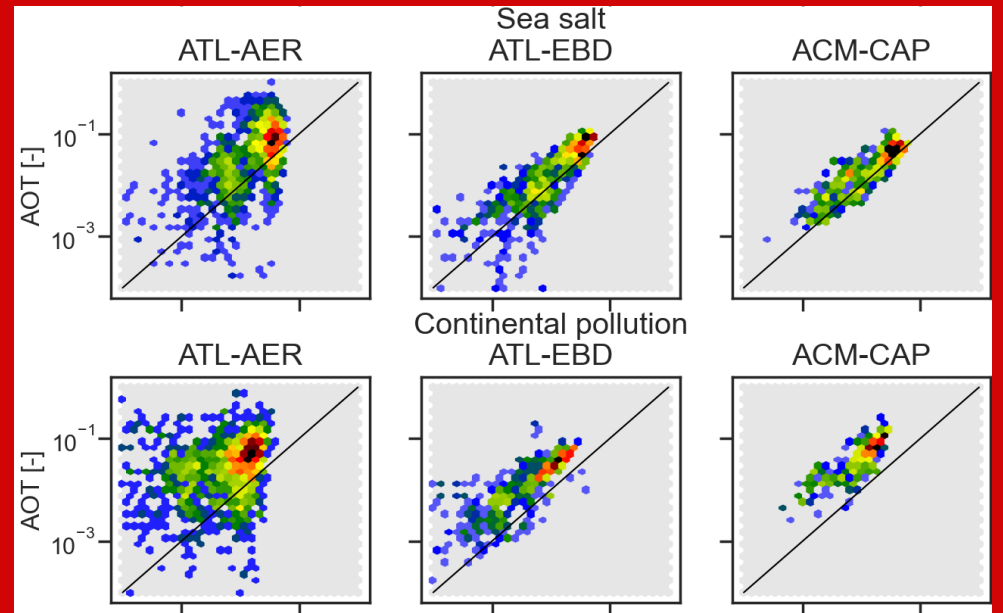 Sea salt
ATL-AER ATL-EBD ACM-CAP
AOT [-]
10⁻¹
10⁻³
Continental pollution
ATL-AER ATL-EBD ACM-CAP
AOT [-]
10⁻¹
10⁻³